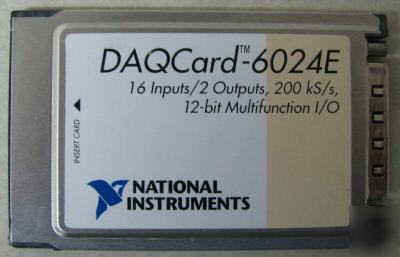 DAQCard™-6024E
16 Inputs/2 Outputs, 200 kS/s,
12-bit Multifunction I/O
INSERT CARD
NATIONAL
INSTRUMENTS